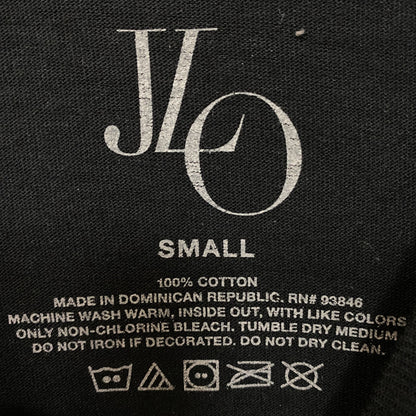 JLO
SMALL
100% COTTON
MADE IN DOMINICAN REPUBLIC. RN# 93846
MACHINE WASH WARM, INSIDE OUT, WITH LIKE COLORS
ONLY NON-CHLORINE BLEACH. TUMBLE DRY MEDIUM
DO NOT IRON IF DECORATED. DO NOT DRY CLEAN.